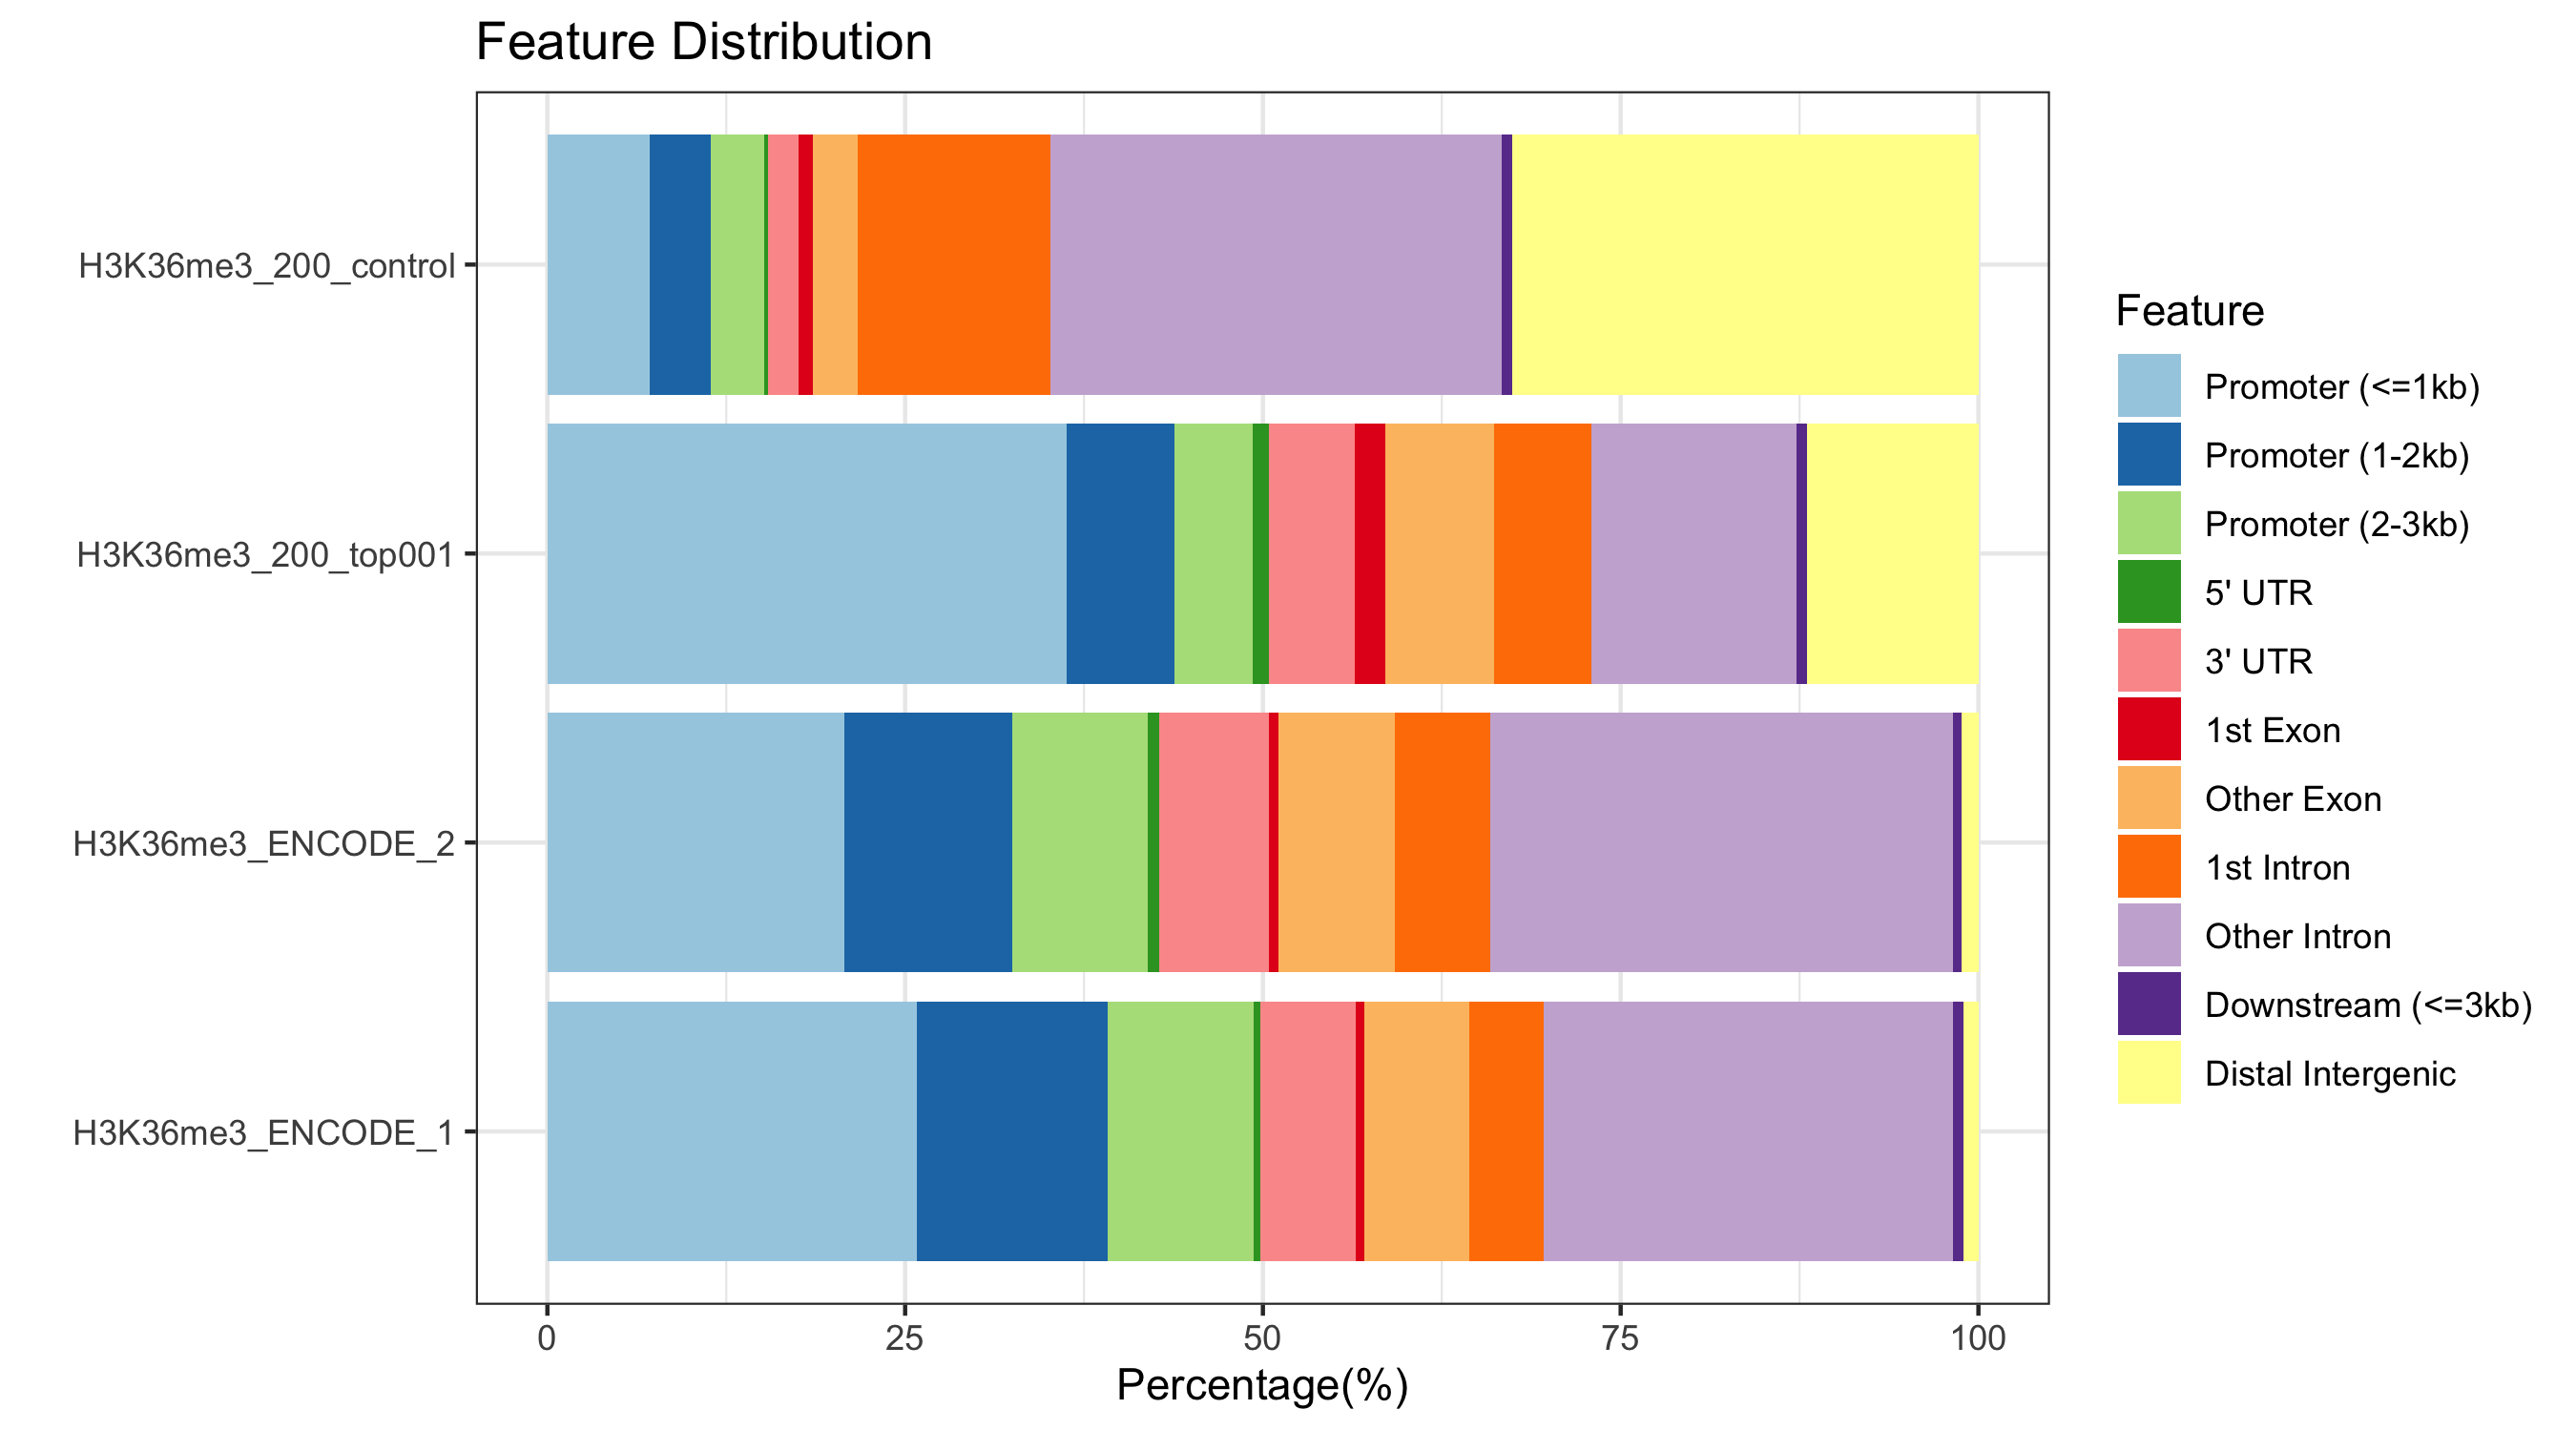 Feature Distribution
H3K36me3_200_control
H3K36me3_200_top001
H3K36me3_ENCODE_2
H3K36me3_ENCODE_1
0 25 50 75 100
Percentage(%)
Feature
Promoter (<=1kb)
Promoter (1-2kb)
Promoter (2-3kb)
5' UTR
3' UTR
1st Exon
Other Exon
1st Intron
Other Intron
Downstream (<=3kb)
Distal Intergenic